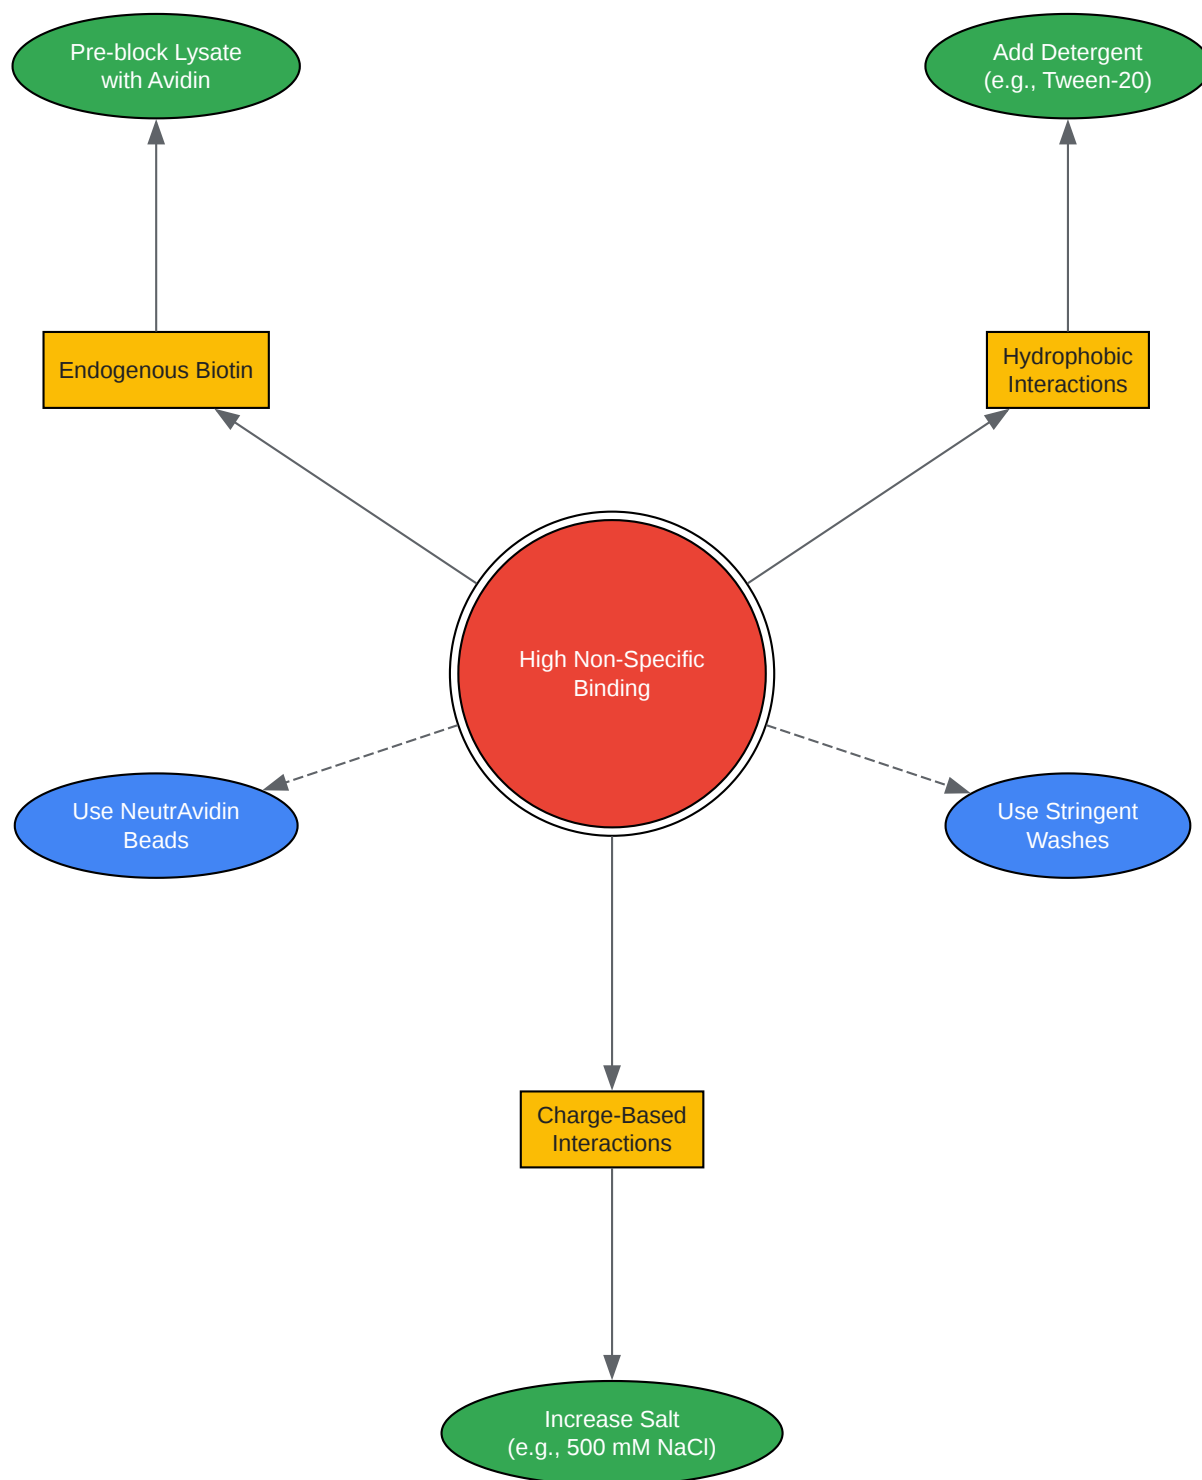 Pre-block Lysate
with Avidin
Add Detergent
(e.g., Tween-20)
Endogenous Biotin
Hydrophobic
Interactions
High Non-Specific
Binding
Use NeutrAvidin
Beads
Use Stringent
Washes
Charge-Based
Interactions
Increase Salt
(e.g., 500 mM NaCl)